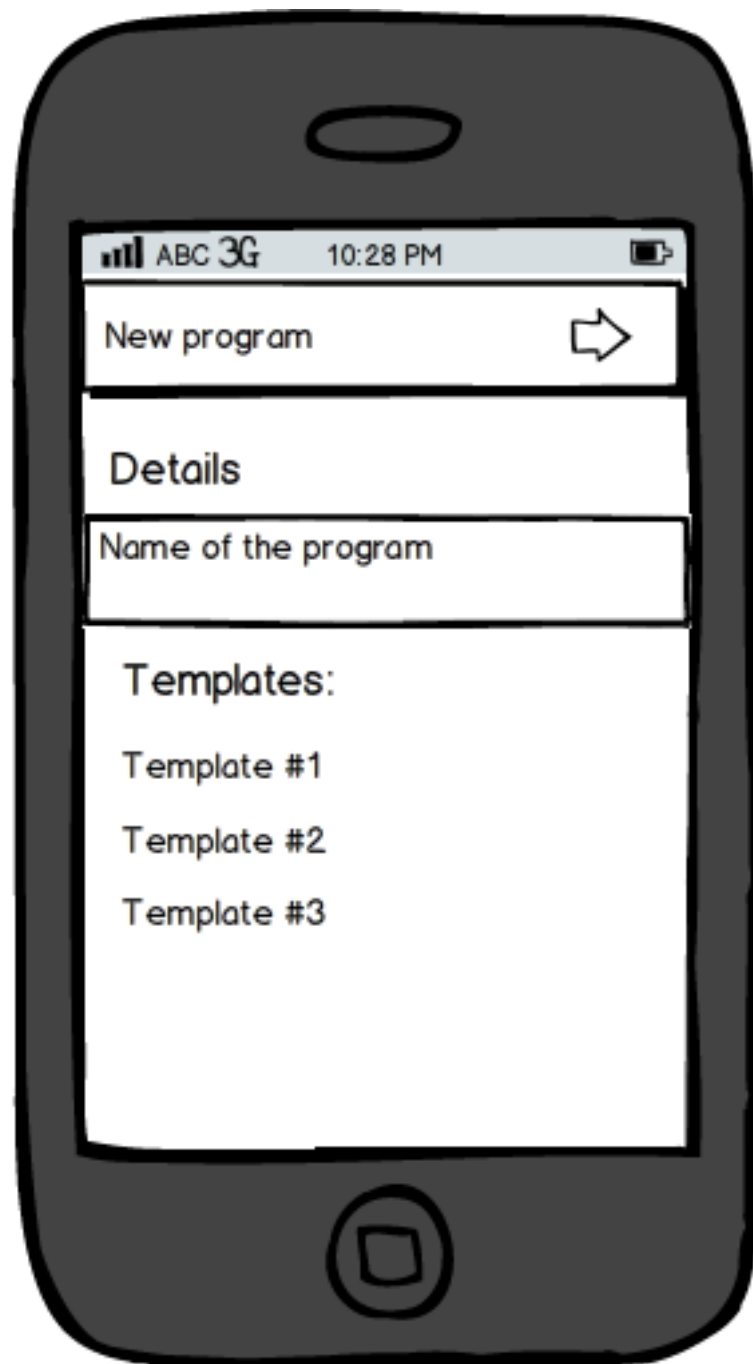 ABC 3G 10:28 PM
New program
Details
Name of the program
Templates:
Template #1
Template #2
Template #3